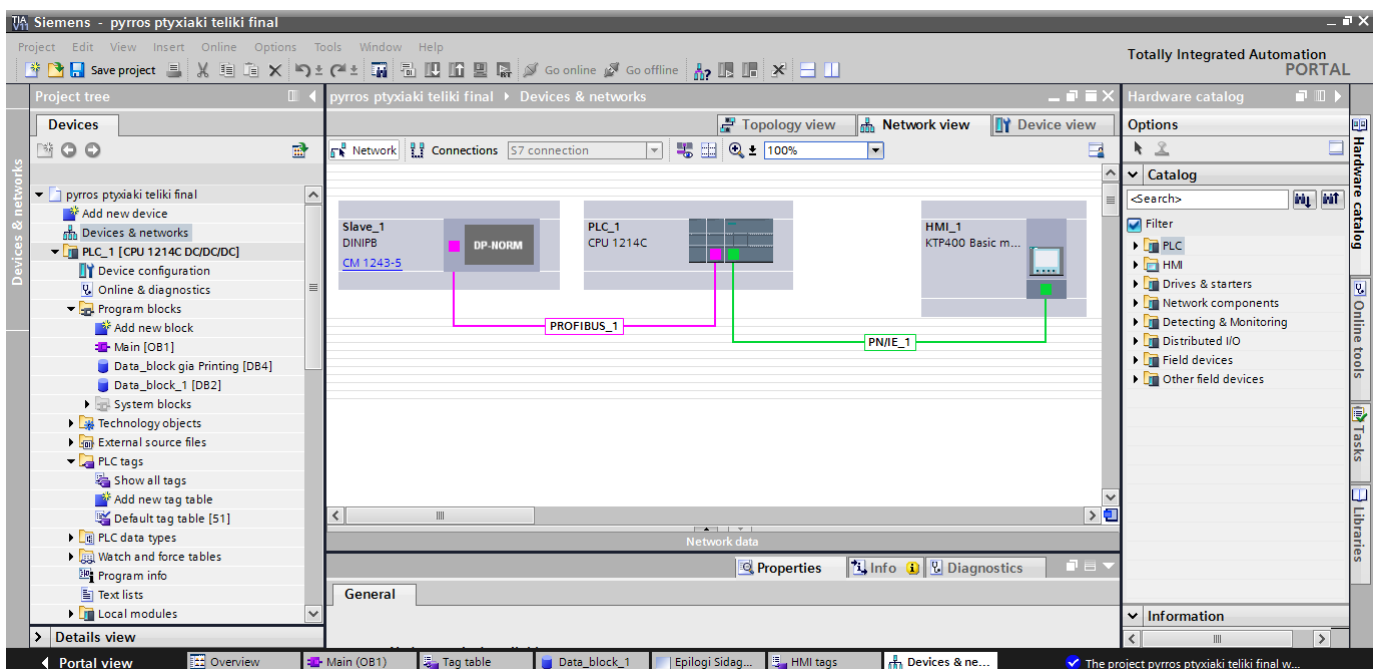 Siemens - pyrros ptyxiaki teliki final
Project Edit View Insert Online Options Tools Window Help
Save project Go online Go offline
Totally Integrated Automation
PORTAL
Project tree
pyrros ptyxiaki teliki final Devices & networks
Hardware catalog
Devices
Topology view Network view Device view
Options
Network Connections S7 connection 100%
Catalog
<Search>
Filter
PLC
HMI
Drives & starters
Network components
Detecting & Monitoring
Distributed I/O
Field devices
Other field devices
Information
Devices & networks
pyrros ptyxiaki teliki final
Add new device
Devices & networks
PLC_1 [CPU 1214C DC/DC/DC]
Device configuration
Online & diagnostics
Program blocks
Add new block
Main [OB1]
Data_block gia Printing [DB4]
Data_block_1 [DB2]
System blocks
Technology objects
External source files
PLC tags
Show all tags
Add new tag table
Default tag table [51]
PLC data types
Watch and force tables
Program info
Text lists
Local modules
Details view
Slave_1
DINIPB
CM 1243-5
DP-NORM
PLC_1
CPU 1214C
HMI_1
KTP400 Basic m...
PROFIBUS_1
PN/IE_1
Network data
Properties Info Diagnostics
General
Hardware catalog
Online tools
Tasks
Libraries
Portal view Overview Main (OB1) Tag table Data_block_1 Epilogi Sidag... HMI tags Devices & ne... The project pyrros ptyxiaki teliki final w...